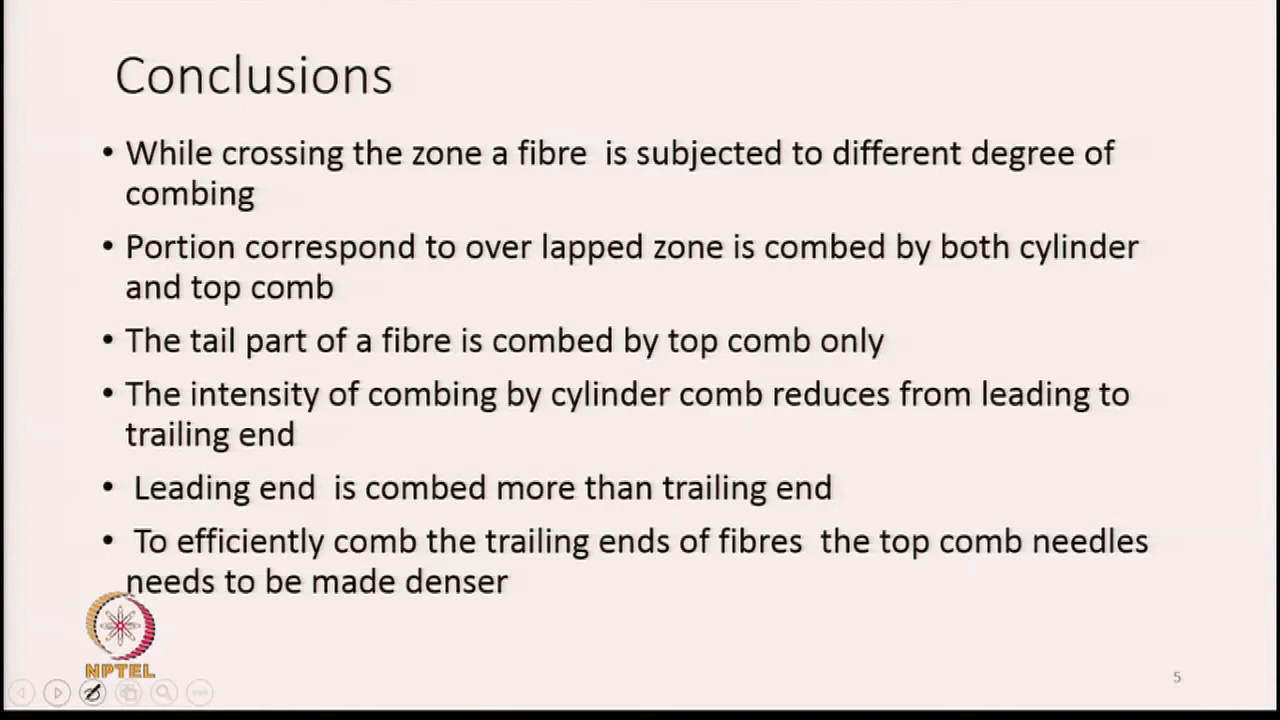 Conclusions
• While crossing the zone a fibre is subjected to different degree of
combing
• Portion correspond to over lapped zone is combed by both cylinder
and top comb
• The tail part of a fibre is combed by top comb only
• The intensity of combing by cylinder comb reduces from leading to
trailing end
• Leading end is combed more than trailing end
• To efficiently comb the trailing ends of fibres the top comb needles
needs to be made denser
NPTEL
5